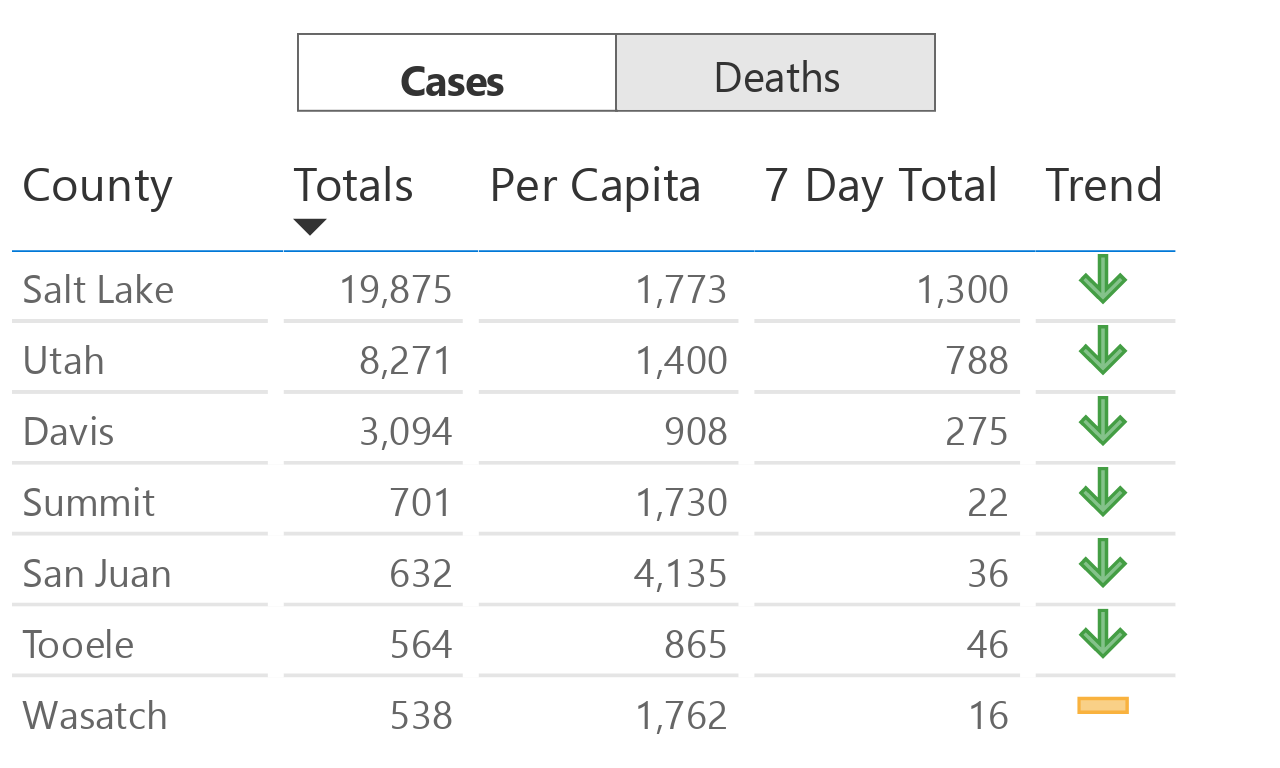 Cases Deaths
County Totals Per Capita 7 Day Total Trend
Salt Lake 19,875 1,773 1,300
Utah 8,271 1,400 788
Davis 3,094 908 275
Summit 701 1,730 22
San Juan 632 4,135 36
Tooele 564 865 46
Wasatch 538 1,762 16